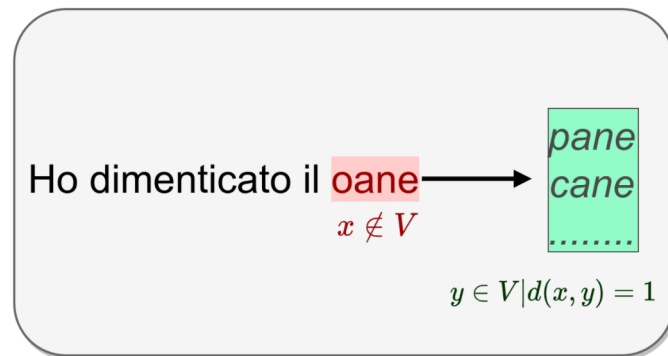 pane
Ho dimenticato il oane
cane
........
x ∉ V
y ∈ V|d(x, y) = 1